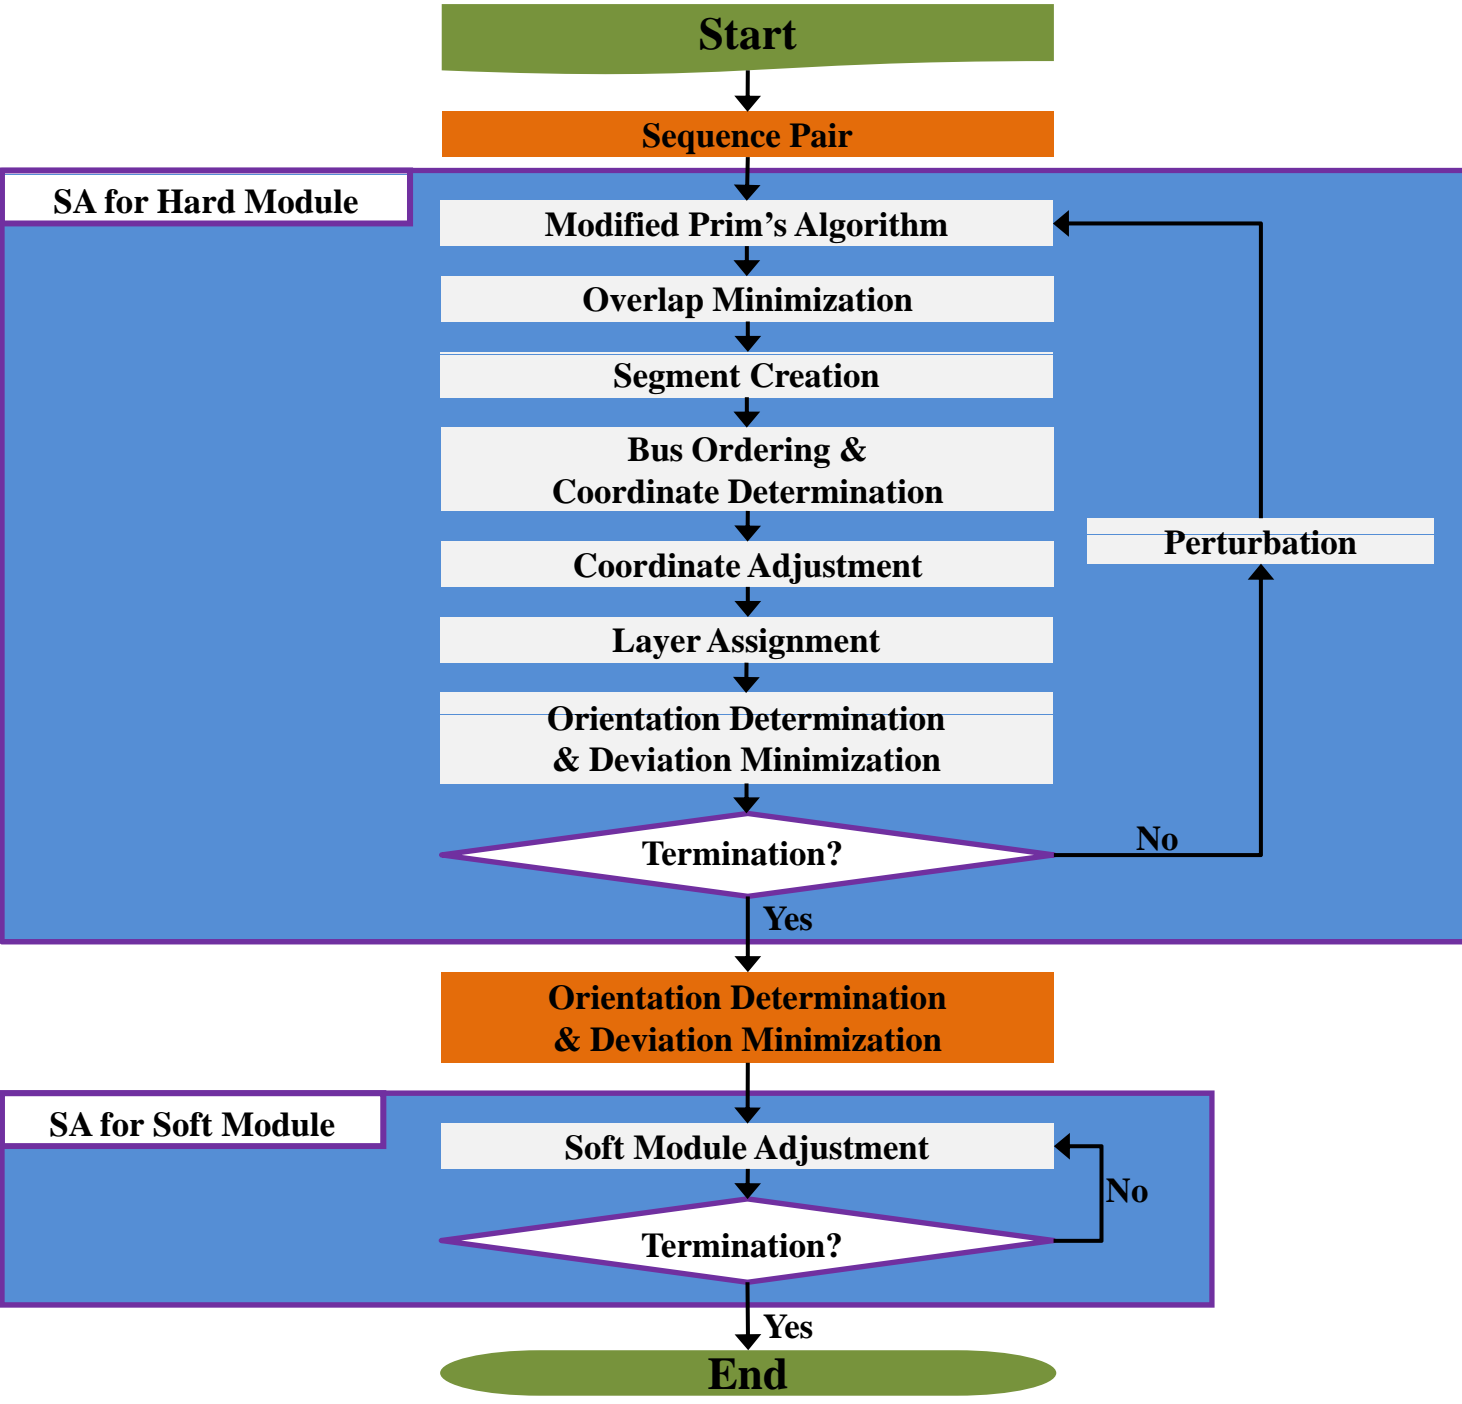 Start
Sequence Pair
SA for Hard Module
Modified Prim's Algorithm
Overlap Minimization
Segment Creation
Bus Ordering &
Coordinate Determination
Coordinate Adjustment
Layer Assignment
Orientation Determination
& Deviation Minimization
Perturbation
Termination?
No
Yes
Orientation Determination
& Deviation Minimization
SA for Soft Module
Soft Module Adjustment
No
Termination?
Yes
End